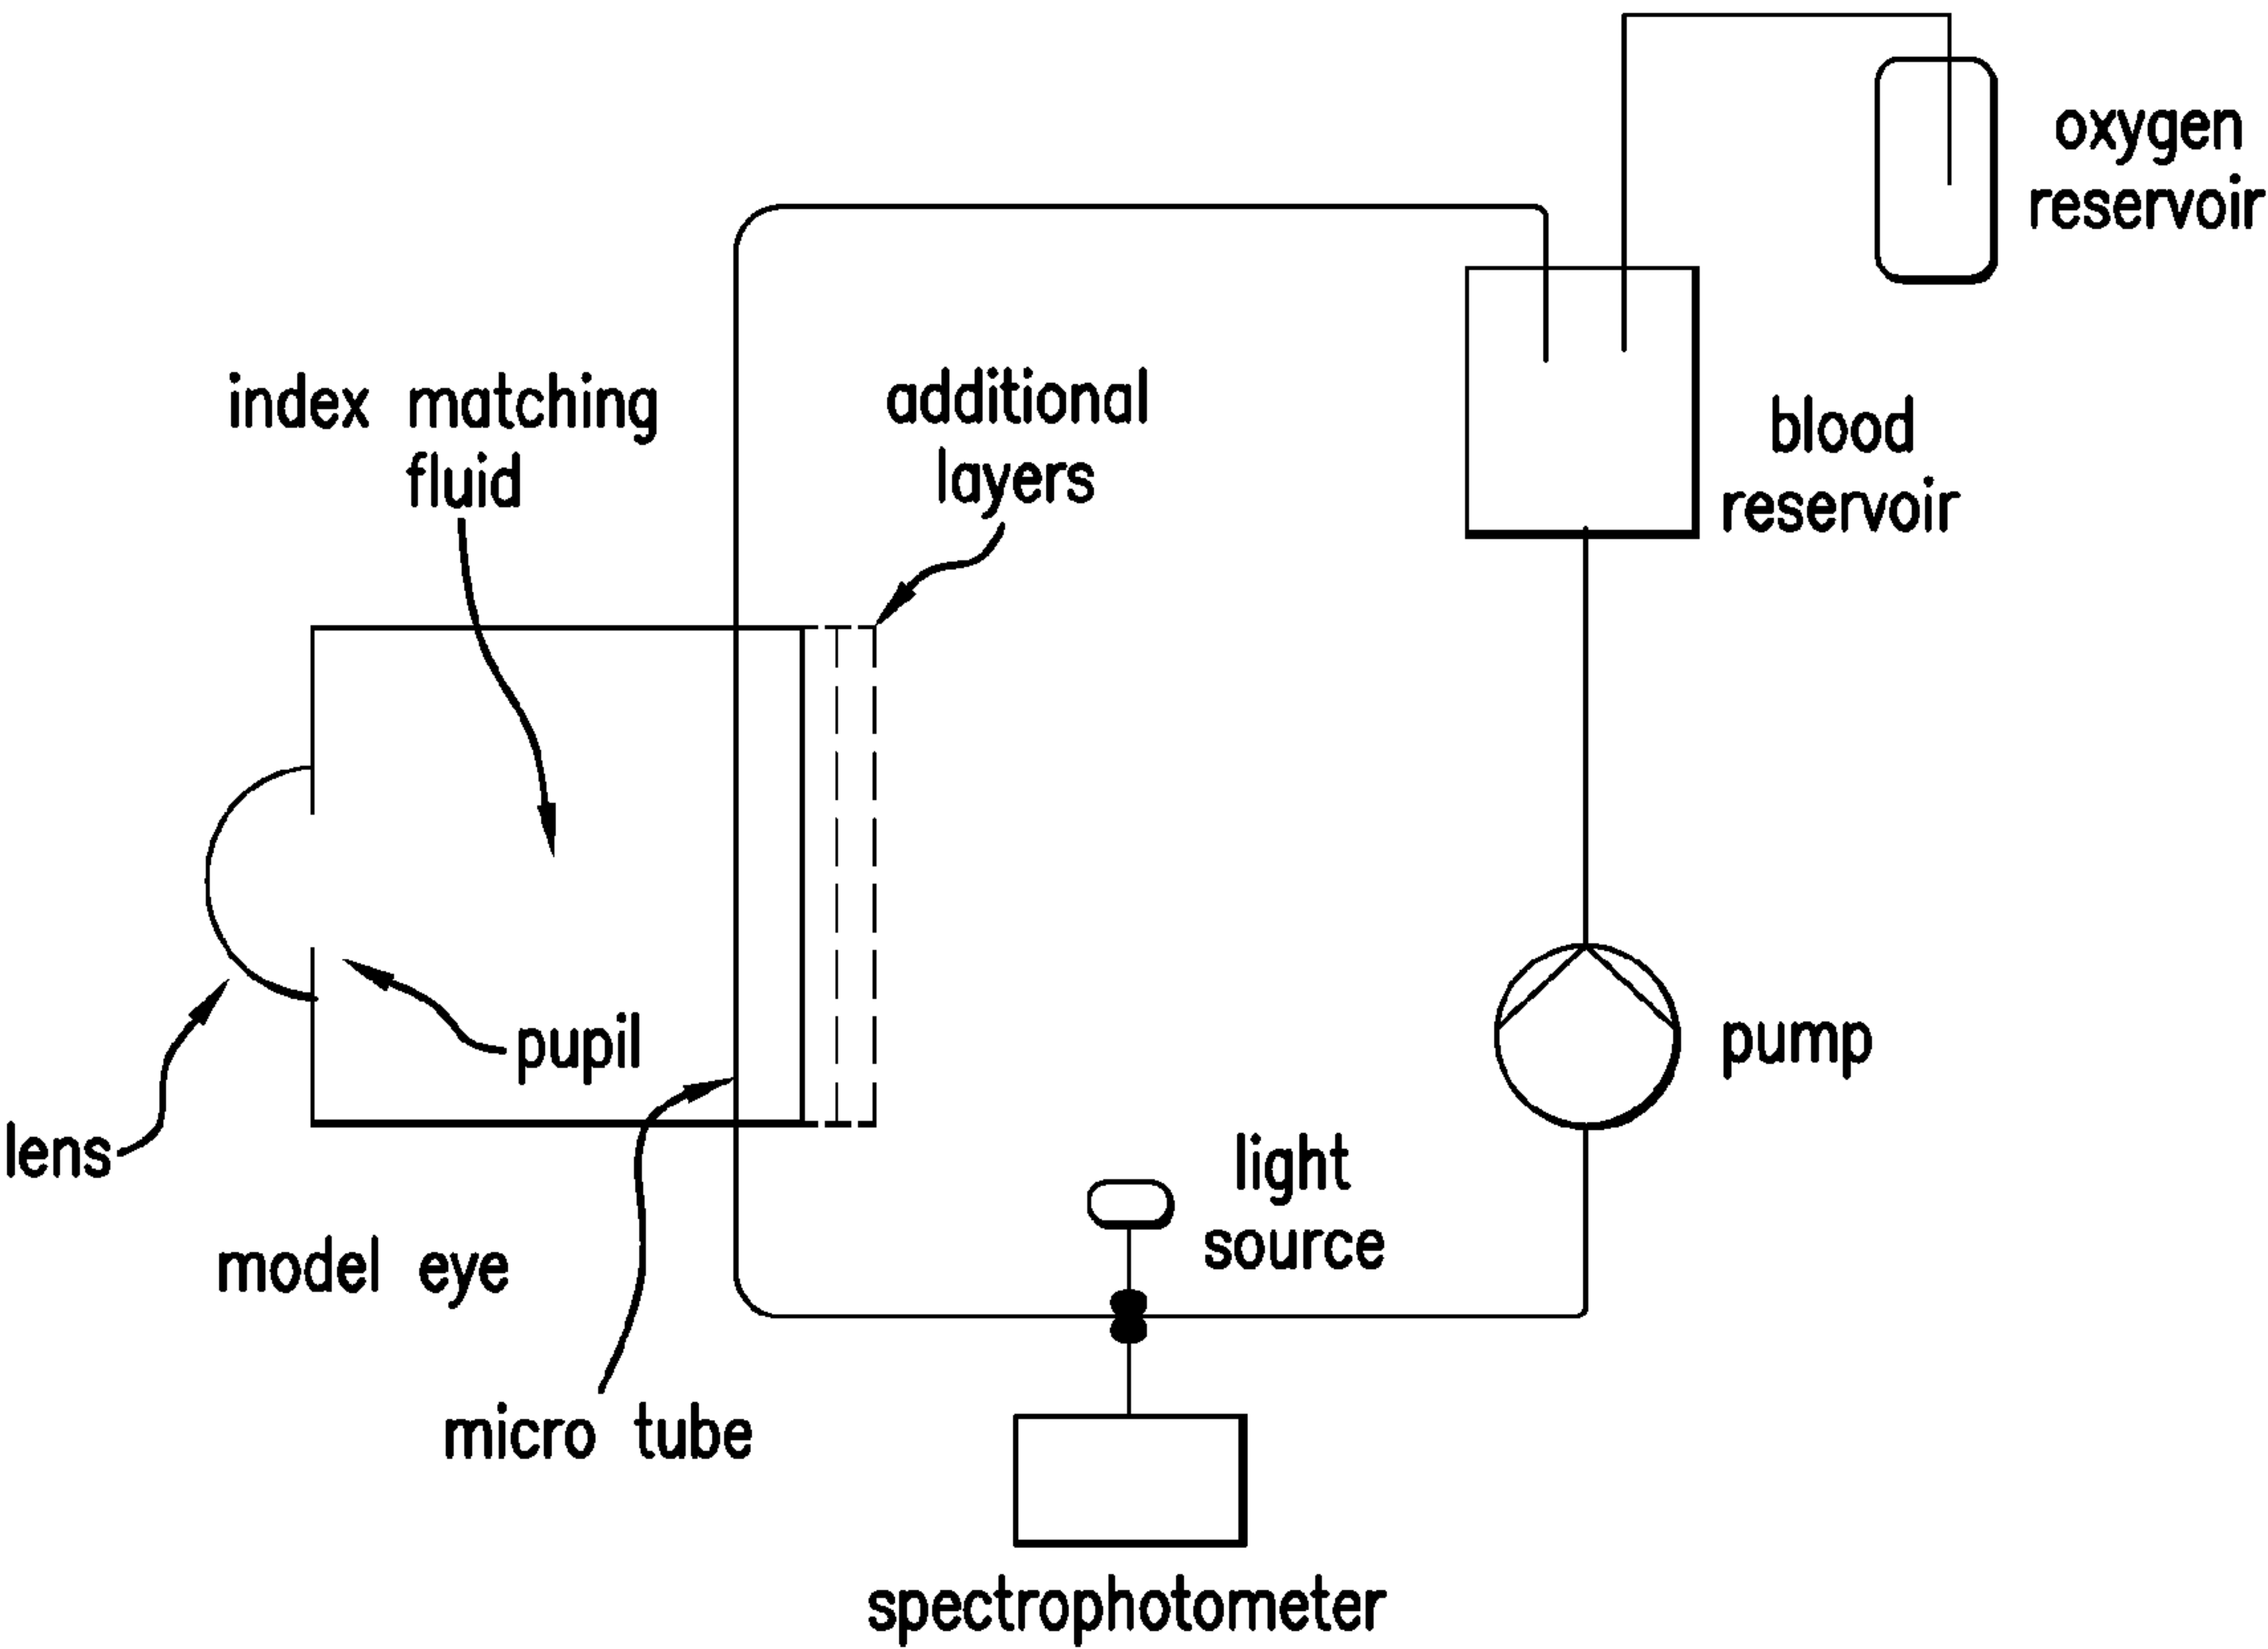 oxygen
reservoir
index matching
fluid
additional
layers
blood
reservoir
pupil
pump
lens
light
source
model eye
micro tube
spectrophotometer